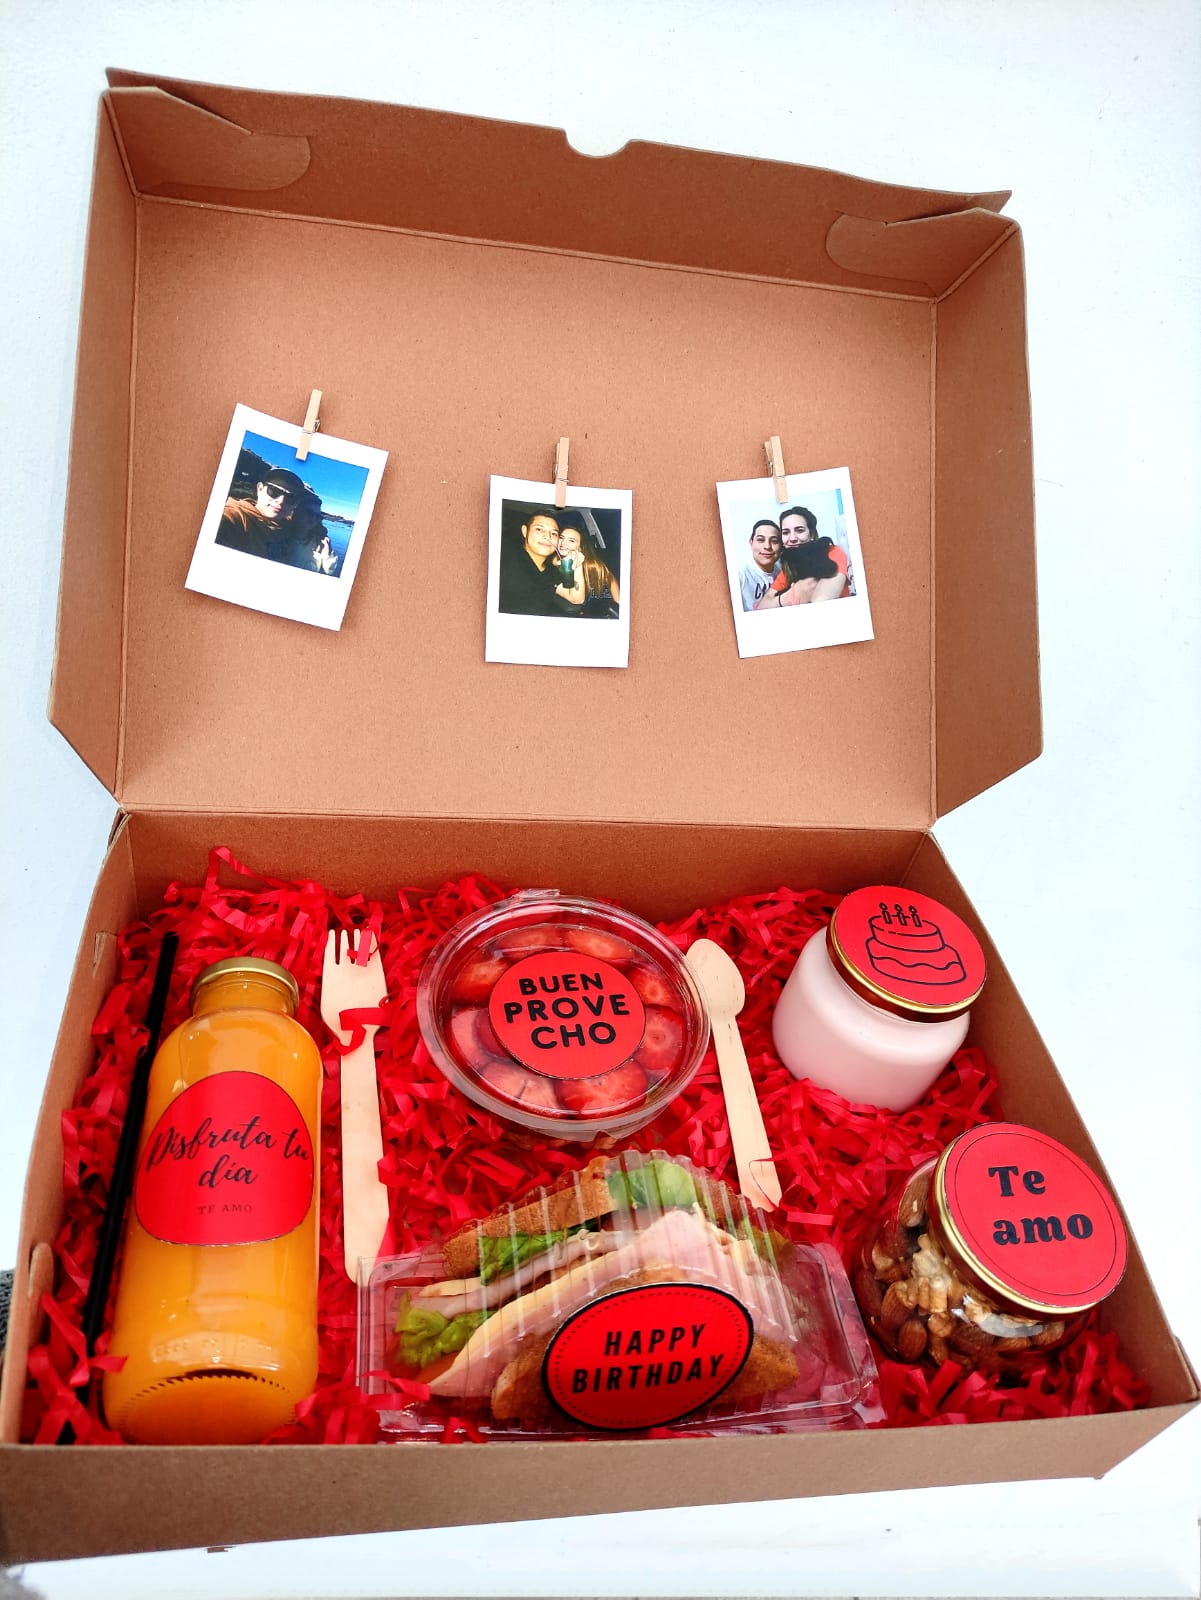 BUEN
PROVE
CHO
Disfruta tu
día
TE AMO
Te
amo
HAPPY
BIRTHDAY